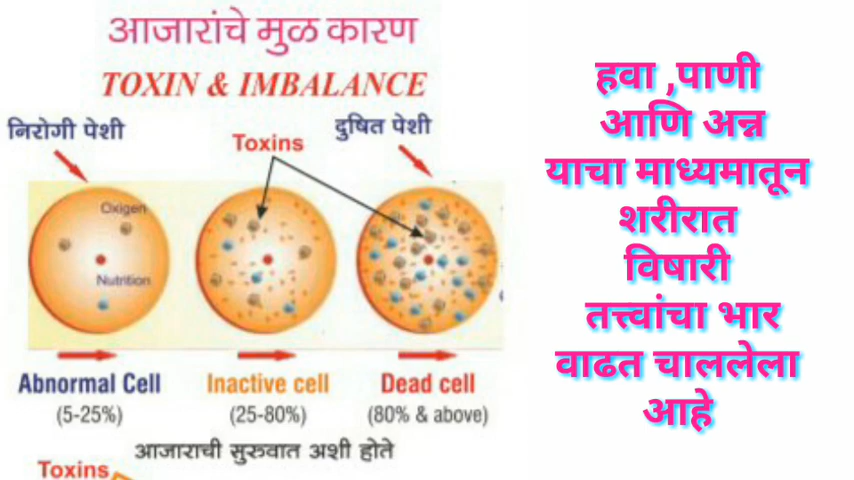 आजारांचे मुळ कारण
TOXIN & IMBALANCE
निरोगी पेशी
Toxins
दुषित पेशी
Oxigen
Nutrition
Abnormal Cell
(5-25%)
Inactive cell
(25-80%)
Dead cell
(80% & above)
आजाराची सुरुवात अशी होते
Toxins
हवा ,पाणी
आणि अन्न
याचा माध्यमातून
शरीरात
विषारी
तत्त्वांचा भार
वाढत चाललेला
आहे